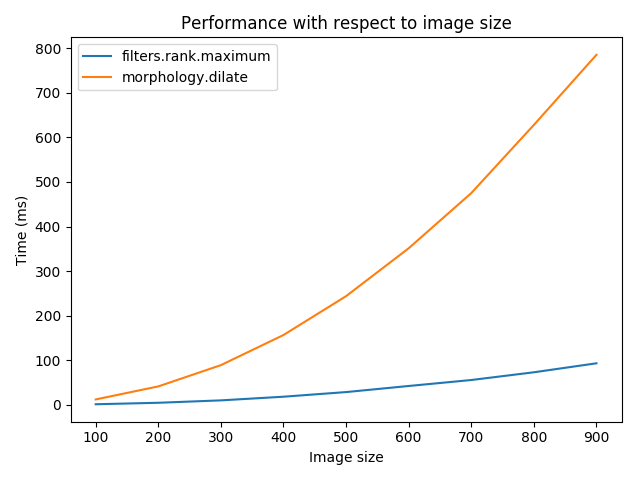 Performance with respect to image size
filters.rank.maximum
morphology.dilate
Time (ms)
800
700
600
500
400
300
200
100
0
100 200 300 400 500 600 700 800 900
Image size